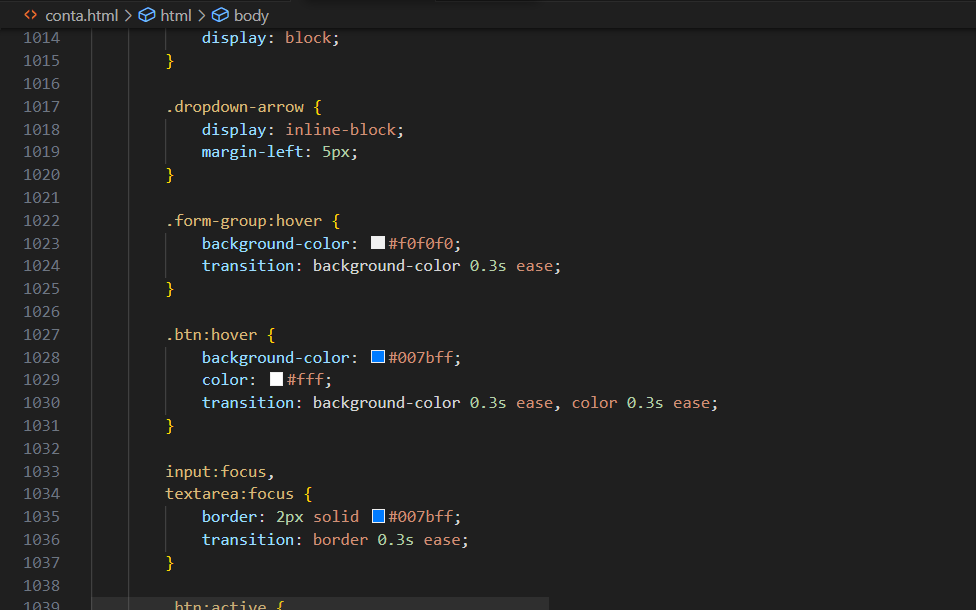 conta.html > html > body
1014 display: block;
1015 }
1016
1017 .dropdown-arrow {
1018 display: inline-block;
1019 margin-left: 5px;
1020 }
1021
1022 .form-group:hover {
1023 background-color: #f0f0f0;
1024 transition: background-color 0.3s ease;
1025 }
1026
1027 .btn:hover {
1028 background-color: #007bff;
1029 color: #fff;
1030 transition: background-color 0.3s ease, color 0.3s ease;
1031 }
1032
1033 input:focus,
1034 textarea:focus {
1035 border: 2px solid #007bff;
1036 transition: border 0.3s ease;
1037 }
1038
1039 .btn:active {